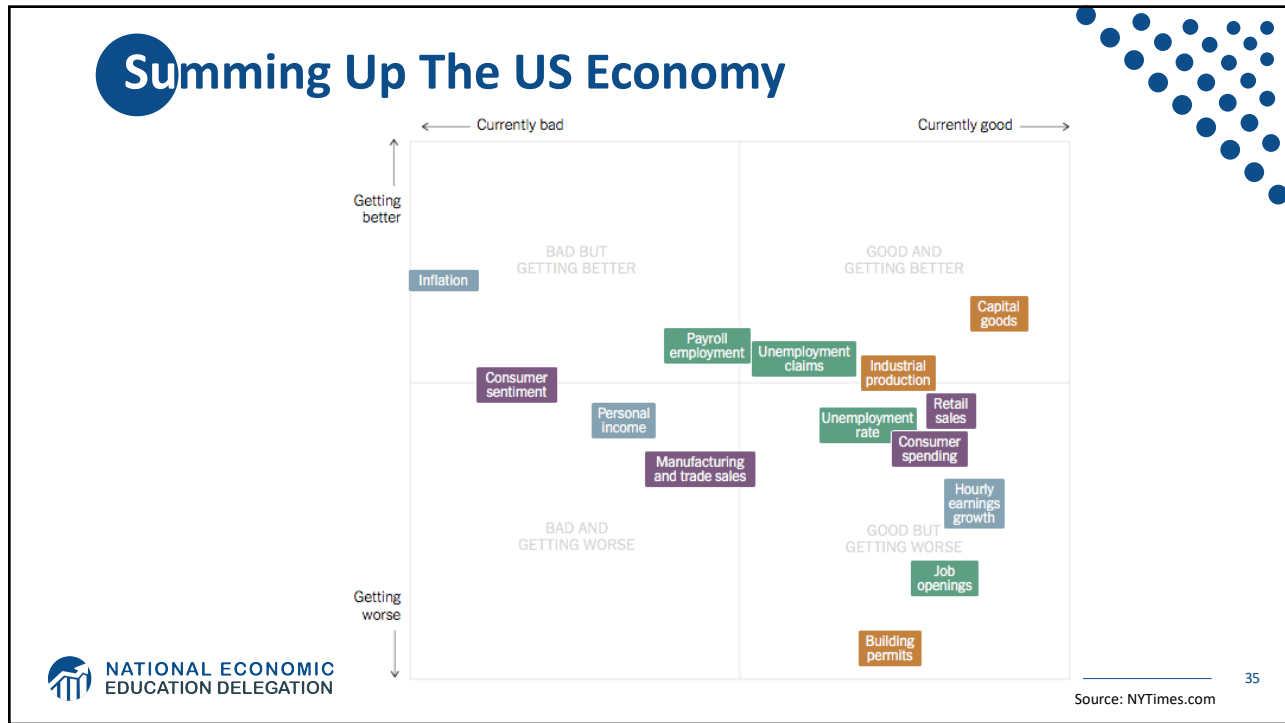 Summing Up The US Economy
Currently bad
Currently good
Getting
better
BAD BUT
GETTING BETTER
GOOD AND
GETTING BETTER
Inflation
Capital
goods
Payroll
employment
Unemployment
claims
Industrial
production
Consumer
sentiment
Personal
income
Retail
sales
Unemployment
rate
Consumer
spending
Manufacturing
and trade sales
Hourly
earnings
growth
BAD AND
GETTING WORSE
GOOD BUT
GETTING WORSE
Job
openings
Getting
worse
Building
permits
NATIONAL ECONOMIC
EDUCATION DELEGATION
35
Source: NYTimes.com